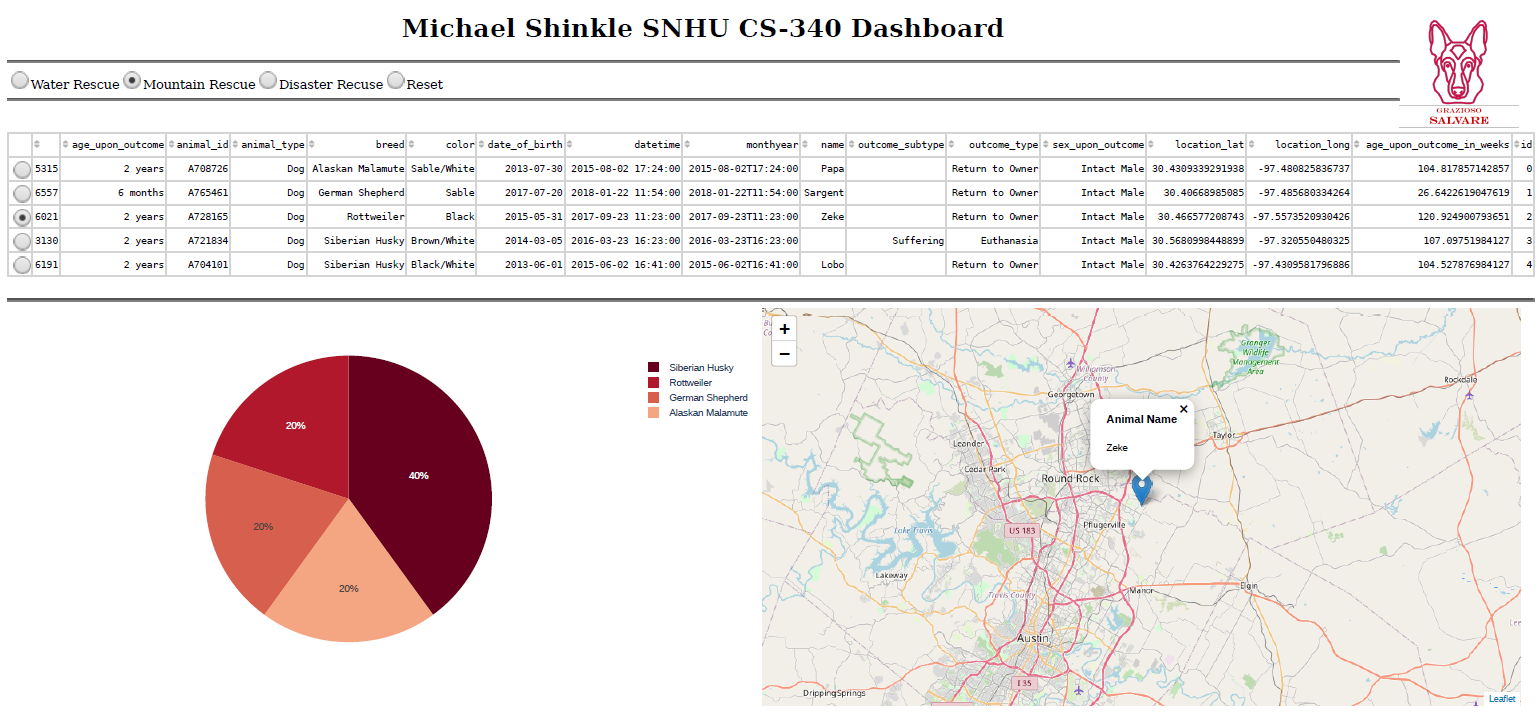 Michael Shinkle SNHU CS-340 Dashboard
GRAZIOSO
SALVARE
Water Rescue Mountain Rescue Disaster Recuse Reset
age_upon_outcome animal_id animal_type breed color date_of_birth datetime monthyear name outcome_subtype outcome_type sex_upon_outcome location_lat location_long age_upon_outcome_in_weeks id
5315 2 years A708726 Dog Alaskan Malamute Sable/White 2013-07-30 2015-08-02 17:24:00 2015-08-02T17:24:00 Papa Return to Owner Intact Male 30.4309339291938 -97.480825836737 104.817857142857 0
6557 6 months A765461 Dog German Shepherd Sable 2017-07-20 2018-01-22 11:54:00 2018-01-22T11:54:00 Sargent Return to Owner Intact Male 30.40668985085 -97.485680334264 26.6422619047619 1
6021 2 years A728165 Dog Rottweiler Black 2015-05-31 2017-09-23 11:23:00 2017-09-23T11:23:00 Zeke Return to Owner Intact Male 30.466577208743 -97.5573520930426 120.924900793651 2
3130 2 years A721834 Dog Siberian Husky Brown/White 2014-03-05 2016-03-23 16:23:00 2016-03-23T16:23:00 Suffering Euthanasia Intact Male 30.5680998448899 -97.320550480325 107.09751984127 3
6191 2 years A704101 Dog Siberian Husky Black/White 2013-06-01 2015-06-02 16:41:00 2015-06-02T16:41:00 Lobo Return to Owner Intact Male 30.4263764229275 -97.4309581796886 104.527876984127 4
40%
20%
20%
20%
Siberian Husky
Rottweiler
German Shepherd
Alaskan Malamute
+
−
Granger
Wildlife
Management
Area
Williamson
County
Rockdale
Georgetown
Animal Name ×
Zeke
Taylor
Leander
Cedar Park
Round Rock
Pflugerville
US 183
Lake Travis
Lakeway
Elgin
Manor
Travis County
Austin
I 35
Dripping Springs
Leaflet